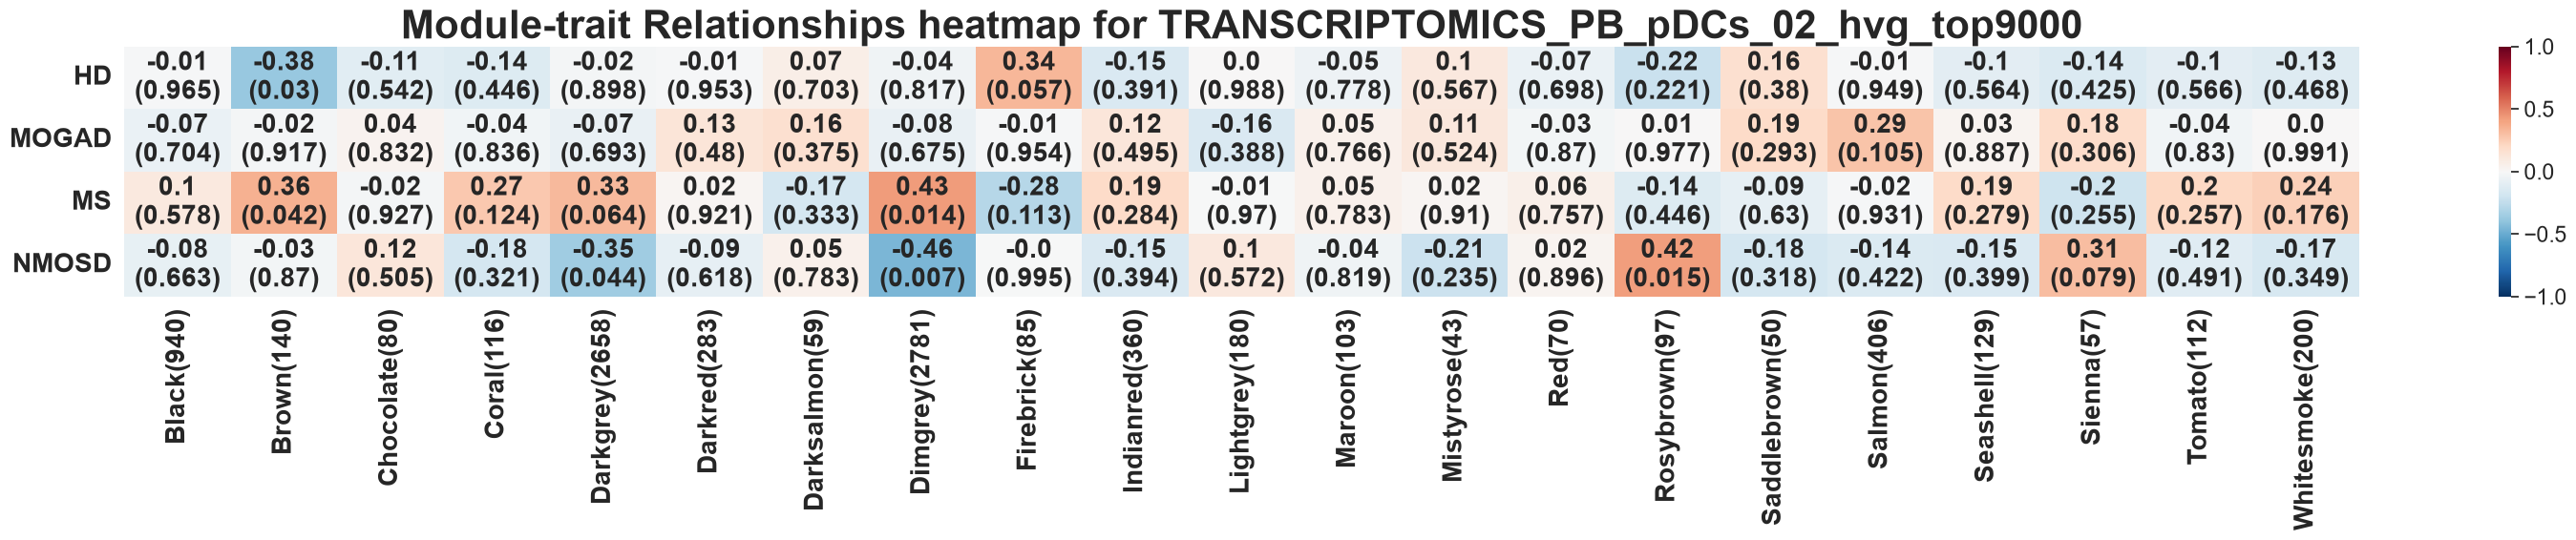 Module-trait Relationships heatmap for TRANSCRIPTOMICS_PB_pDCs_02_hvg_top9000
HD
-0.01 -0.38 -0.11 -0.14 -0.02 -0.01 0.07 -0.04 0.34 -0.15 0.0 -0.05 0.1 -0.07 -0.22 0.16 -0.01 -0.1 -0.14 -0.1 -0.13
(0.965) (0.03) (0.542) (0.446) (0.898) (0.953) (0.703) (0.817) (0.057) (0.391) (0.988) (0.778) (0.567) (0.698) (0.221) (0.38) (0.949) (0.564) (0.425) (0.566) (0.468)
MOGAD
-0.07 -0.02 0.04 -0.04 -0.07 0.13 0.16 -0.08 -0.01 0.12 -0.16 0.05 0.11 -0.03 0.01 0.19 0.29 0.03 0.18 -0.04 0.0
(0.704) (0.917) (0.832) (0.836) (0.693) (0.48) (0.375) (0.675) (0.954) (0.495) (0.388) (0.766) (0.524) (0.87) (0.977) (0.293) (0.105) (0.887) (0.306) (0.83) (0.991)
MS
0.1 0.36 -0.02 0.27 0.33 0.02 -0.17 0.43 -0.28 0.19 -0.01 0.05 0.02 0.06 -0.14 -0.09 -0.02 0.19 -0.2 0.2 0.24
(0.578) (0.042) (0.927) (0.124) (0.064) (0.921) (0.333) (0.014) (0.113) (0.284) (0.97) (0.783) (0.91) (0.757) (0.446) (0.63) (0.931) (0.279) (0.255) (0.257) (0.176)
NMOSD
-0.08 -0.03 0.12 -0.18 -0.35 -0.09 0.05 -0.46 -0.0 -0.15 0.1 -0.04 -0.21 0.02 0.42 -0.18 -0.14 -0.15 0.31 -0.12 -0.17
(0.663) (0.87) (0.505) (0.321) (0.044) (0.618) (0.783) (0.007) (0.995) (0.394) (0.572) (0.819) (0.235) (0.896) (0.015) (0.318) (0.422) (0.399) (0.079) (0.491) (0.349)
Black(940)
Brown(140)
Chocolate(80)
Coral(116)
Darkgrey(2658)
Darkred(283)
Darksalmon(59)
Dimgrey(2781)
Firebrick(85)
Indianred(360)
Lightgrey(180)
Maroon(103)
Mistyrose(43)
Red(70)
Rosybrown(97)
Saddlebrown(50)
Salmon(406)
Seashell(129)
Sienna(57)
Tomato(112)
Whitesmoke(200)
1.0
0.5
0.0
−0.5
−1.0